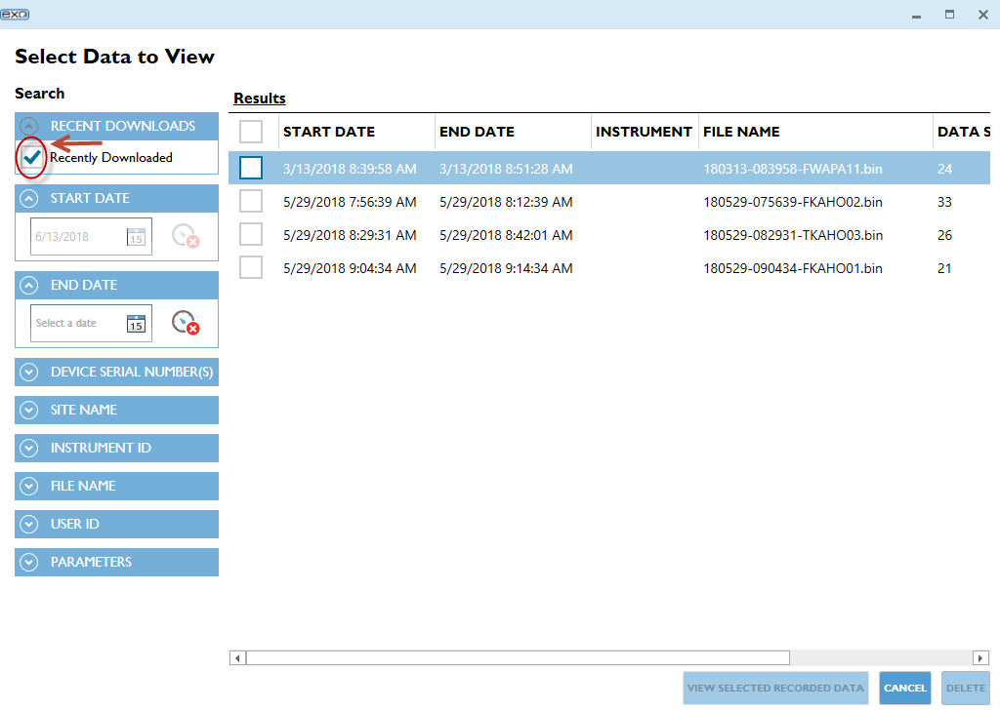 exo
Select Data to View
Search
RECENT DOWNLOADS
Recently Downloaded
START DATE
6/13/2018 15
END DATE
Select a date 15
DEVICE SERIAL NUMBER(S)
SITE NAME
INSTRUMENT ID
FILE NAME
USER ID
PARAMETERS
Results
START DATE END DATE INSTRUMENT FILE NAME DATA S
3/13/2018 8:39:58 AM 3/13/2018 8:51:28 AM 180313-083958-FWAPA11.bin 24
5/29/2018 7:56:39 AM 5/29/2018 8:12:39 AM 180529-075639-FKAHO02.bin 33
5/29/2018 8:29:31 AM 5/29/2018 8:42:01 AM 180529-082931-TKAHO03.bin 26
5/29/2018 9:04:34 AM 5/29/2018 9:14:34 AM 180529-090434-FKAHO01.bin 21
VIEW SELECTED RECORDED DATA CANCEL DELETE